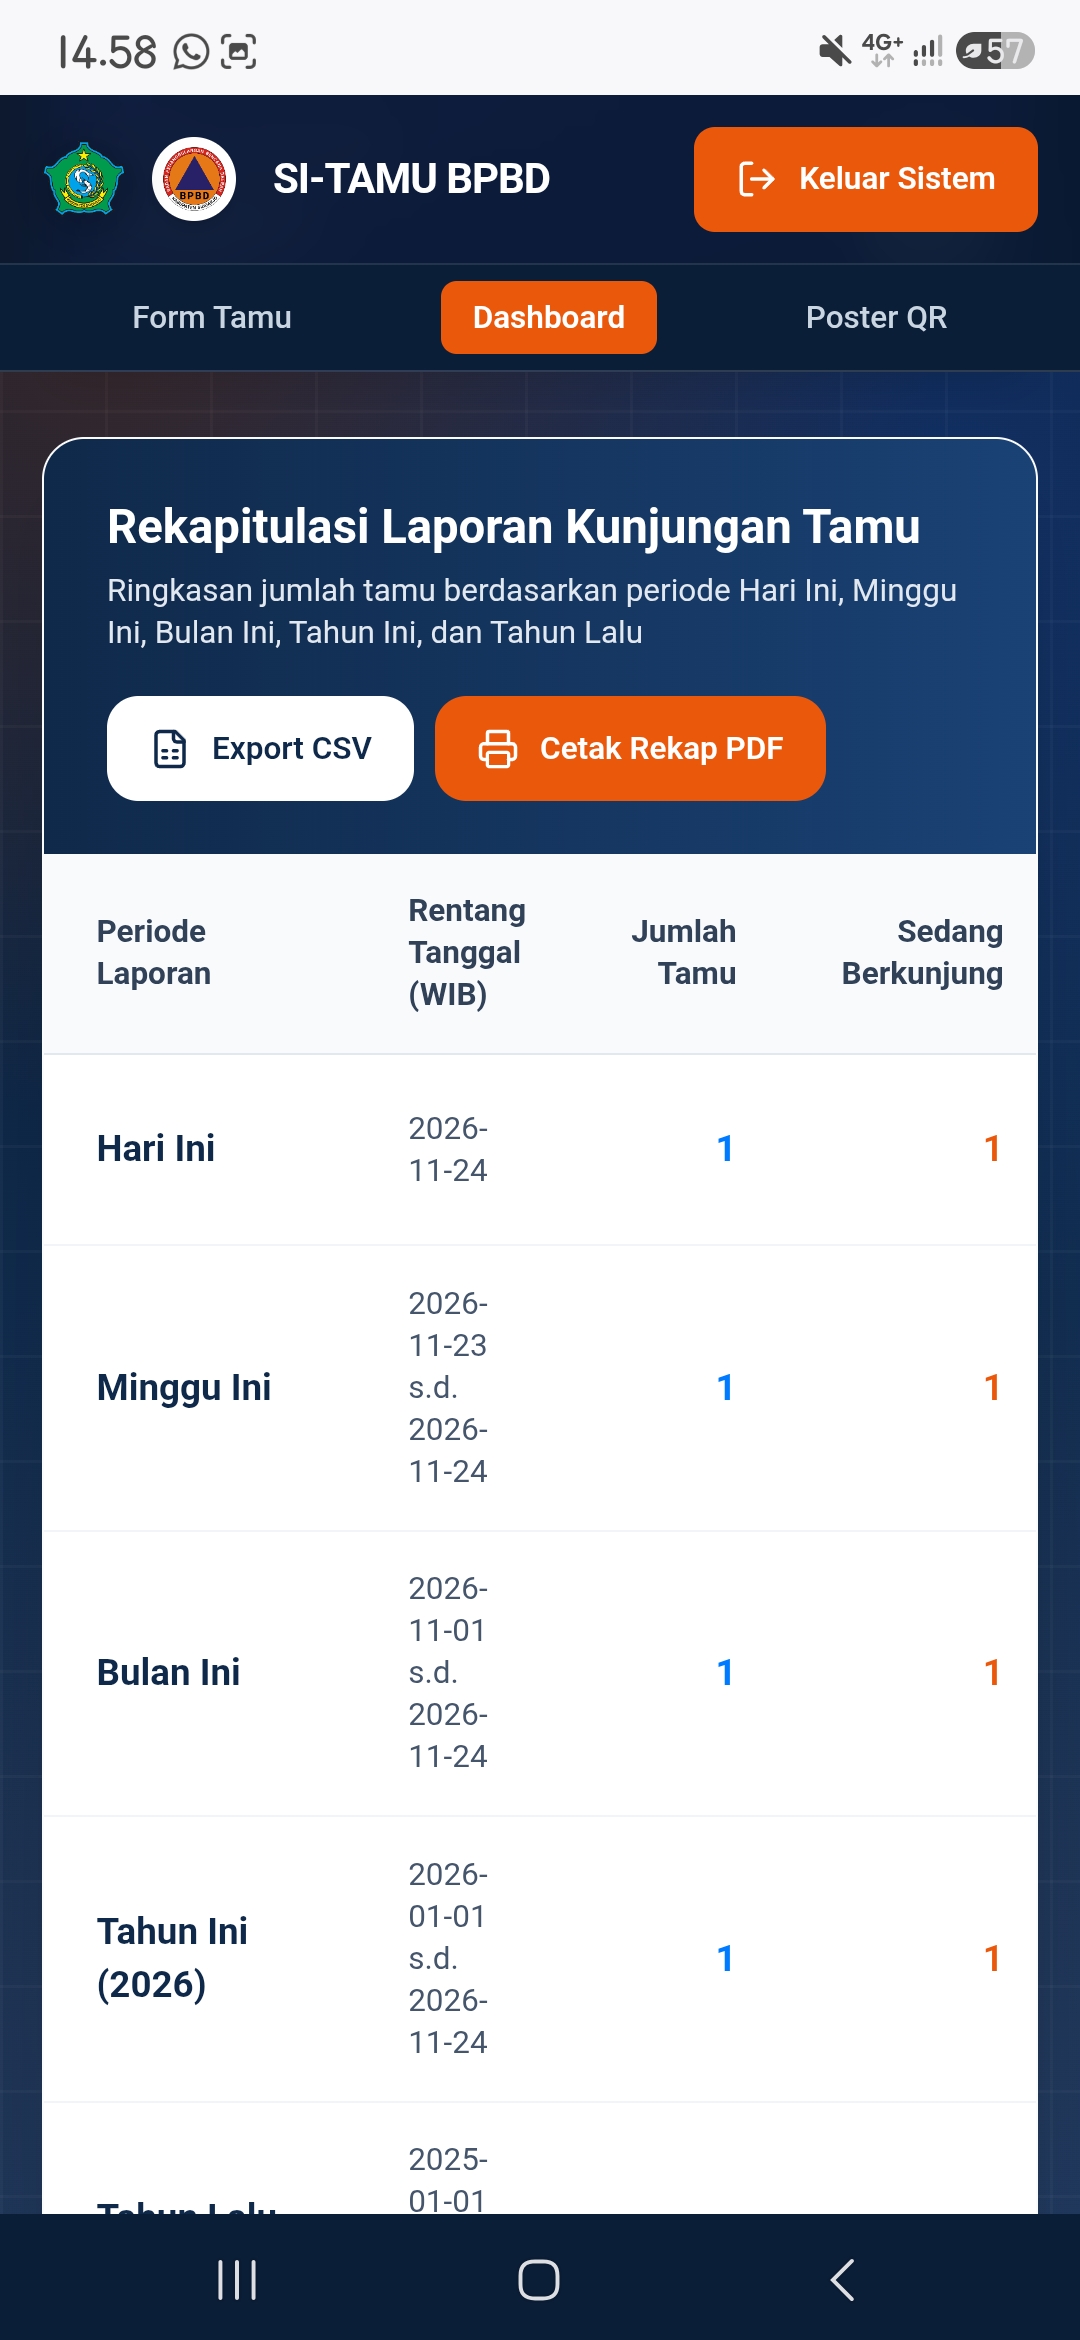 14.58
4G+
57
BPBD
SI-TAMU BPBD
Keluar Sistem
Form Tamu
Dashboard
Poster QR
Rekapitulasi Laporan Kunjungan Tamu
Ringkasan jumlah tamu berdasarkan periode Hari Ini, Minggu
Ini, Bulan Ini, Tahun Ini, dan Tahun Lalu
Export CSV
Cetak Rekap PDF
Periode
Laporan
Rentang
Tanggal
(WIB)
Jumlah
Tamu
Sedang
Berkunjung
Hari Ini
2026-
11-24
1
1
Minggu Ini
2026-
11-23
s.d.
2026-
11-24
1
1
Bulan Ini
2026-
11-01
s.d.
2026-
11-24
1
1
Tahun Ini
(2026)
2026-
01-01
s.d.
2026-
11-24
1
1
Tahun Lalu
2025-
01-01